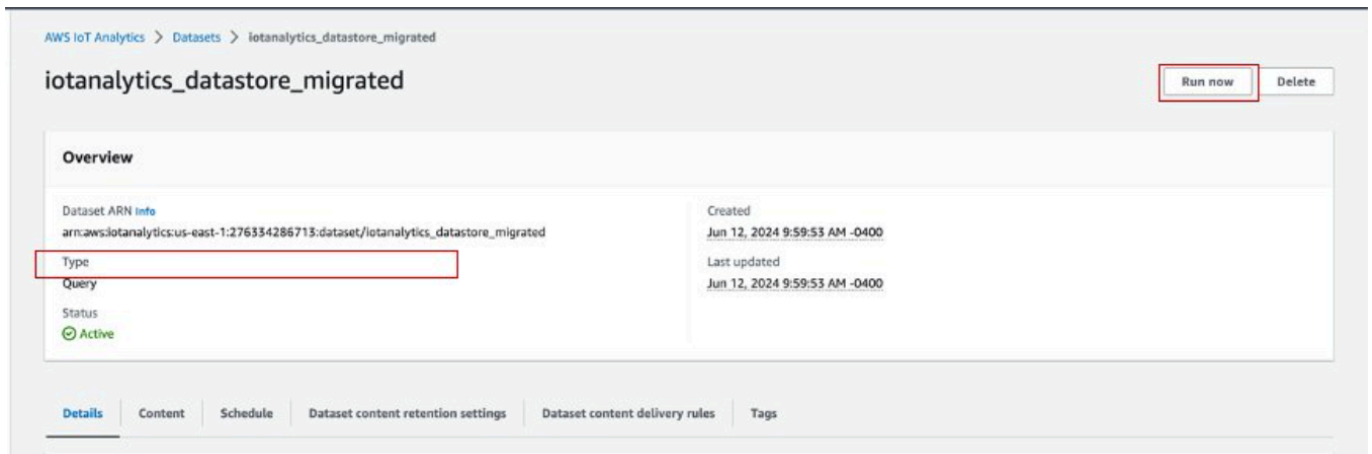 AWS IoT Analytics > Datasets > iotanalytics_datastore_migrated
iotanalytics_datastore_migrated
Run now
Delete
Overview
Dataset ARN Info
arn:aws:iotanalytics:us-east-1:276334286713:dataset/iotanalytics_datastore_migrated
Type
Query
Status
Active
Created
Jun 12, 2024 9:59:53 AM -0400
Last updated
Jun 12, 2024 9:59:53 AM -0400
Details
Content
Schedule
Dataset content retention settings
Dataset content delivery rules
Tags